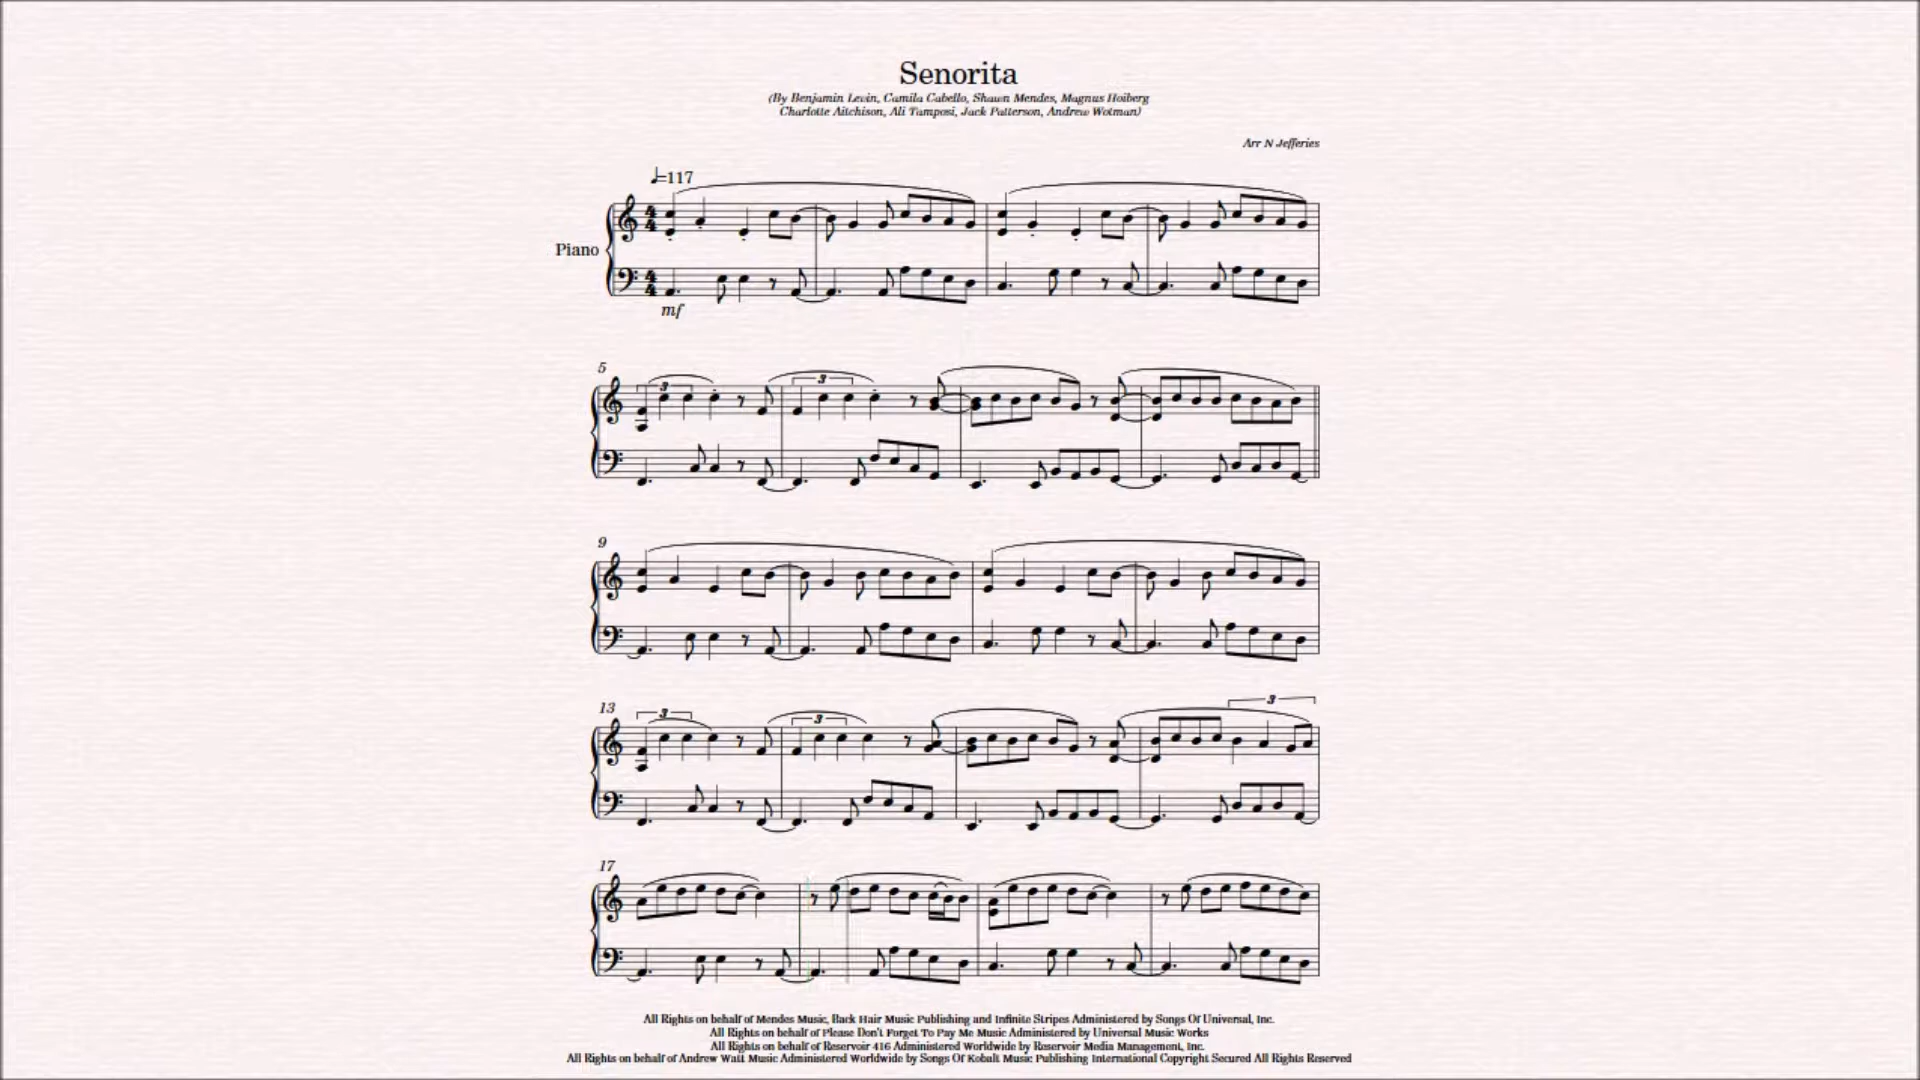 Senorita
(By Benjamin Levin, Camila Cabello, Shawn Mendes, Magnus Hoiberg
Charlotte Aitchison, Ali Tamposi, Jack Patterson, Andrew Wotman)
Arr N Jefferies
=117
4
4
4
4
Piano
mf
5
3
3
9
13
3
3
3
17
All Rights on behalf of Mendes Music, Back Hair Music Publishing and Infinite Stripes Administered by Songs Of Universal, Inc.
All Rights on behalf of Please Don't Forget To Pay Me Music Administered by Universal Music Works
All Rights on behalf of Reservoir 416 Administered Worldwide by Reservoir Media Management, Inc.
All Rights on behalf of Andrew Watt Music Administered Worldwide by Songs Of Kobalt Music Publishing International Copyright Secured All Rights Reserved